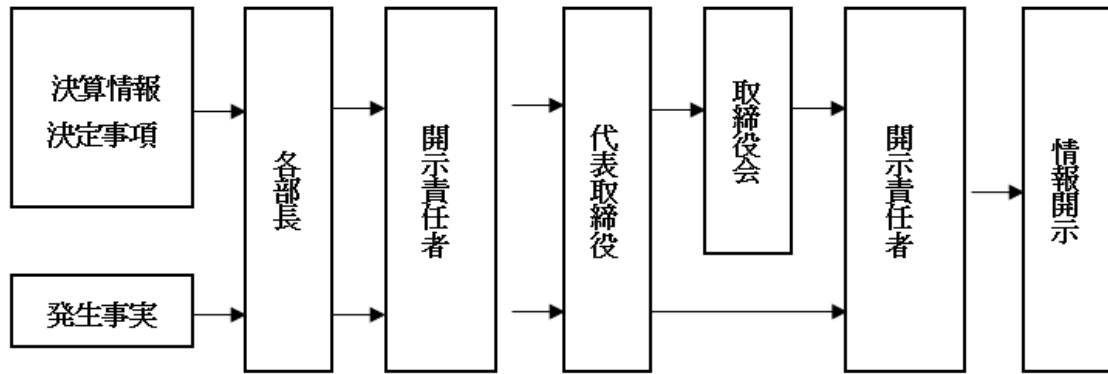 決算情報
決定事項
発生事実
各部長
開示責任者
代表取締役
取締役会
開示責任者
情報開示